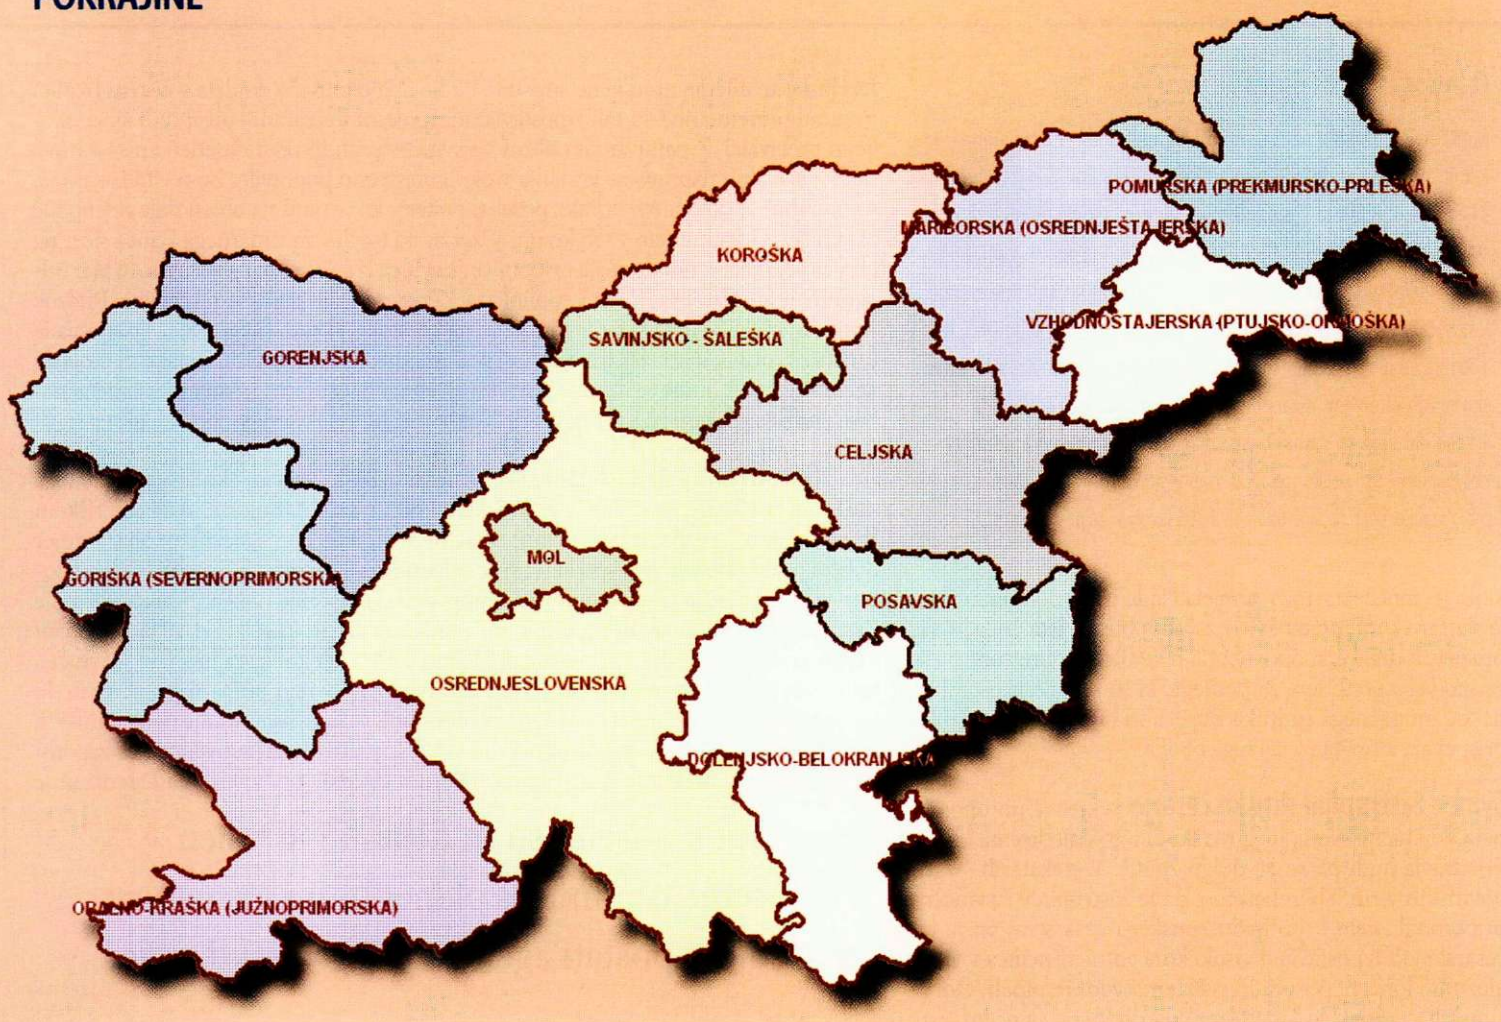 POKRAJINE
POMURSKA (PREKMURSKO-PRLEŠKA)
MARIBORSKA (OSREDNJEŠTAJERSKA)
KOROŠKA
VZHODNOŠTAJERSKA (PTUJSKO-ORMOŠKA)
SAVINJSKO - ŠALEŠKA
GORENJSKA
CELJSKA
MOL
GORIŠKA (SEVERNOPRIMORSKA)
POSAVSKA
OSREDNJESLOVENSKA
DOLENJSKO-BELOKRANJSKA
OBALNO-KRAŠKA (JUŽNOPRIMORSKA)